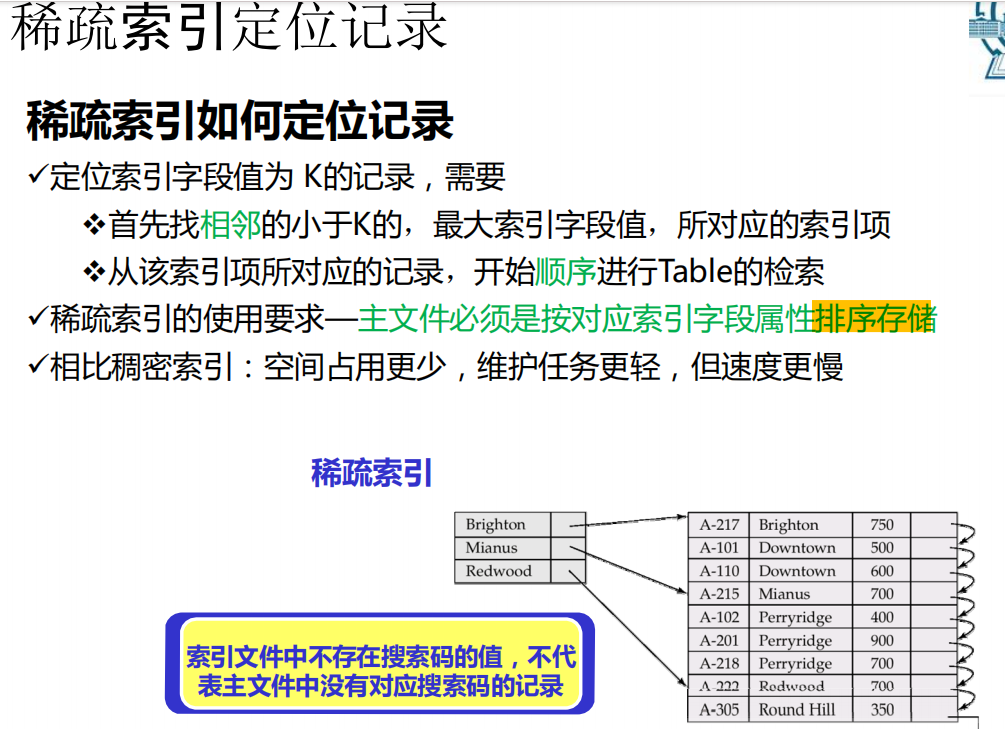 稀疏索引定位记录
稀疏索引如何定位记录
✓定位索引字段值为 K的记录，需要
❖首先找相邻的小于K的，最大索引字段值，所对应的索引项
❖从该索引项所对应的记录，开始顺序进行Table的检索
✓稀疏索引的使用要求—主文件必须是按对应索引字段属性排序存储
✓相比稠密索引：空间占用更少，维护任务更轻，但速度更慢
稀疏索引
Brighton
Mianus
Redwood
A-217 Brighton 750
A-101 Downtown 500
A-110 Downtown 600
A-215 Mianus 700
A-102 Perryridge 400
A-201 Perryridge 900
A-218 Perryridge 700
A-222 Redwood 700
A-305 Round Hill 350
索引文件中不存在搜索码的值，不代
表主文件中没有对应搜索码的记录